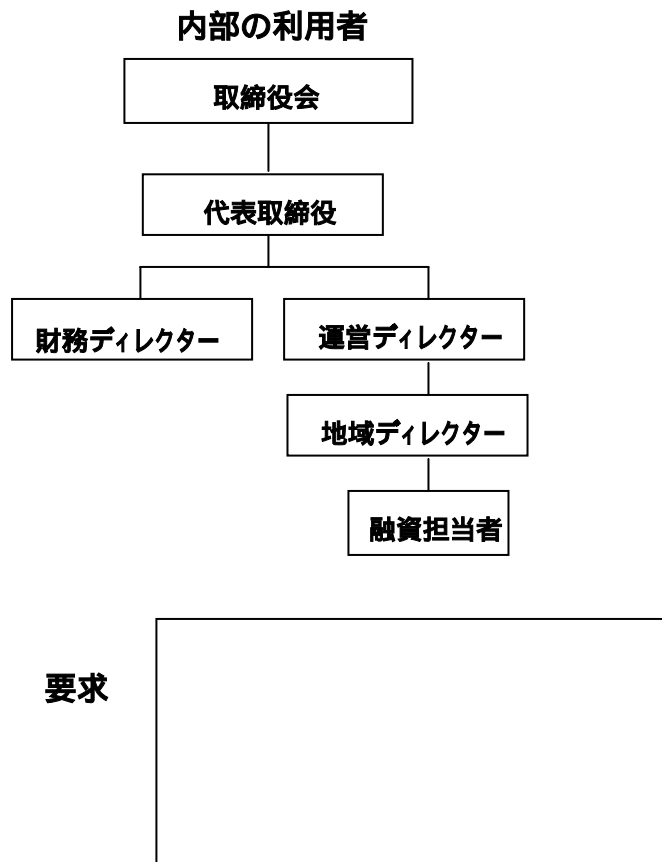 内部の利用者
取締役会
代表取締役
財務ディレクター
運営ディレクター
地域ディレクター
融資担当者
要求